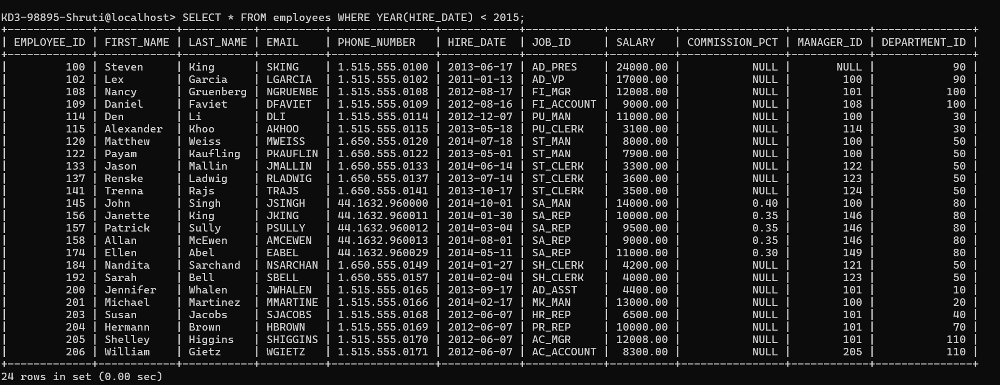 KD3-98895-Shruti@localhost> SELECT * FROM employees WHERE YEAR(HIRE_DATE) < 2015;
+-------------+------------+-----------+----------+----------------+------------+------------+----------+----------------+------------+---------------+
| EMPLOYEE_ID | FIRST_NAME | LAST_NAME | EMAIL    | PHONE_NUMBER   | HIRE_DATE  | JOB_ID     | SALARY   | COMMISSION_PCT | MANAGER_ID | DEPARTMENT_ID |
+-------------+------------+-----------+----------+----------------+------------+------------+----------+----------------+------------+---------------+
|         100 | Steven     | King      | SKING    | 1.515.555.0100 | 2013-06-17 | AD_PRES    | 24000.00 |           NULL |       NULL |            90 |
|         102 | Lex        | Garcia    | LGARCIA  | 1.515.555.0102 | 2011-01-13 | AD_VP      | 17000.00 |           NULL |        100 |            90 |
|         108 | Nancy      | Gruenberg | NGRUENBE | 1.515.555.0108 | 2012-08-17 | FI_MGR     | 12008.00 |           NULL |        101 |           100 |
|         109 | Daniel     | Faviet    | DFAVIET  | 1.515.555.0109 | 2012-08-16 | FI_ACCOUNT |  9000.00 |           NULL |        108 |           100 |
|         114 | Den        | Li        | DLI      | 1.515.555.0114 | 2012-12-07 | PU_MAN     | 11000.00 |           NULL |        100 |            30 |
|         115 | Alexander  | Khoo      | AKHOO    | 1.515.555.0115 | 2013-05-18 | PU_CLERK   |  3100.00 |           NULL |        114 |            30 |
|         120 | Matthew    | Weiss     | MWEISS   | 1.650.555.0120 | 2014-07-18 | ST_MAN     |  8000.00 |           NULL |        100 |            50 |
|         122 | Payam      | Kaufling  | PKAUFLIN | 1.650.555.0122 | 2013-05-01 | ST_MAN     |  7900.00 |           NULL |        100 |            50 |
|         133 | Jason      | Mallin    | JMALLIN  | 1.650.555.0133 | 2014-06-14 | ST_CLERK   |  3300.00 |           NULL |        122 |            50 |
|         137 | Renske     | Ladwig    | RLADWIG  | 1.650.555.0137 | 2013-07-14 | ST_CLERK   |  3600.00 |           NULL |        123 |            50 |
|         141 | Trenna     | Rajs      | TRAJS    | 1.650.555.0141 | 2013-10-17 | ST_CLERK   |  3500.00 |           NULL |        124 |            50 |
|         145 | John       | Singh     | JSINGH   | 44.1632.960000 | 2014-10-01 | SA_MAN     | 14000.00 |           0.40 |        100 |            80 |
|         156 | Janette    | King      | JKING    | 44.1632.960011 | 2014-01-30 | SA_REP     | 10000.00 |           0.35 |        146 |            80 |
|         157 | Patrick    | Sully     | PSULLY   | 44.1632.960012 | 2014-03-04 | SA_REP     |  9500.00 |           0.35 |        146 |            80 |
|         158 | Allan      | McEwen    | AMCEWEN  | 44.1632.960013 | 2014-08-01 | SA_REP     |  9000.00 |           0.35 |        146 |            80 |
|         174 | Ellen      | Abel      | EABEL    | 44.1632.960029 | 2014-05-11 | SA_REP     | 11000.00 |           0.30 |        149 |            80 |
|         184 | Nandita    | Sarchand  | NSARCHAN | 1.650.555.0149 | 2014-01-27 | SH_CLERK   |  4200.00 |           NULL |        121 |            50 |
|         192 | Sarah      | Bell      | SBELL    | 1.650.555.0157 | 2014-02-04 | SH_CLERK   |  4000.00 |           NULL |        123 |            50 |
|         200 | Jennifer   | Whalen    | JWHALEN  | 1.515.555.0165 | 2013-09-17 | AD_ASST    |  4400.00 |           NULL |        101 |            10 |
|         201 | Michael    | Martinez  | MMARTINE | 1.515.555.0166 | 2014-02-17 | MK_MAN     | 13000.00 |           NULL |        100 |            20 |
|         203 | Susan      | Jacobs    | SJACOBS  | 1.515.555.0168 | 2012-06-07 | HR_REP     |  6500.00 |           NULL |        101 |            40 |
|         204 | Hermann    | Brown     | HBROWN   | 1.515.555.0169 | 2012-06-07 | PR_REP     | 10000.00 |           NULL |        101 |            70 |
|         205 | Shelley    | Higgins   | SHIGGINS | 1.515.555.0170 | 2012-06-07 | AC_MGR     | 12008.00 |           NULL |        101 |           110 |
|         206 | William    | Gietz     | WGIETZ   | 1.515.555.0171 | 2012-06-07 | AC_ACCOUNT |  8300.00 |           NULL |        205 |           110 |
+-------------+------------+-----------+----------+----------------+------------+------------+----------+----------------+------------+---------------+
24 rows in set (0.00 sec)